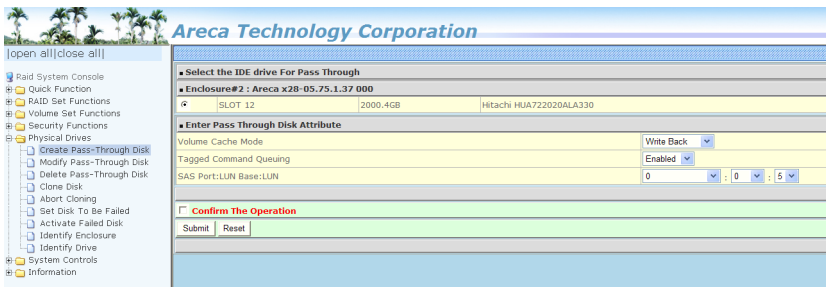 Areca Technology Corporation
|open all|close all|
Raid System Console
Quick Function
RAID Set Functions
Volume Set Functions
Security Functions
Physical Drives
Create Pass-Through Disk
Modify Pass-Through Disk
Delete Pass-Through Disk
Clone Disk
Abort Cloning
Set Disk To Be Failed
Activate Failed Disk
Identify Enclosure
Identify Drive
System Controls
Information
Select the IDE drive For Pass Through
Enclosure#2 : Areca x28-05.75.1.37 000
SLOT 12 2000.4GB Hitachi HUA722020ALA330
Enter Pass Through Disk Attribute
Volume Cache Mode Write Back
Tagged Command Queuing Enabled
SAS Port:LUN Base:LUN 0 : 0 : 5
Confirm The Operation
Submit Reset